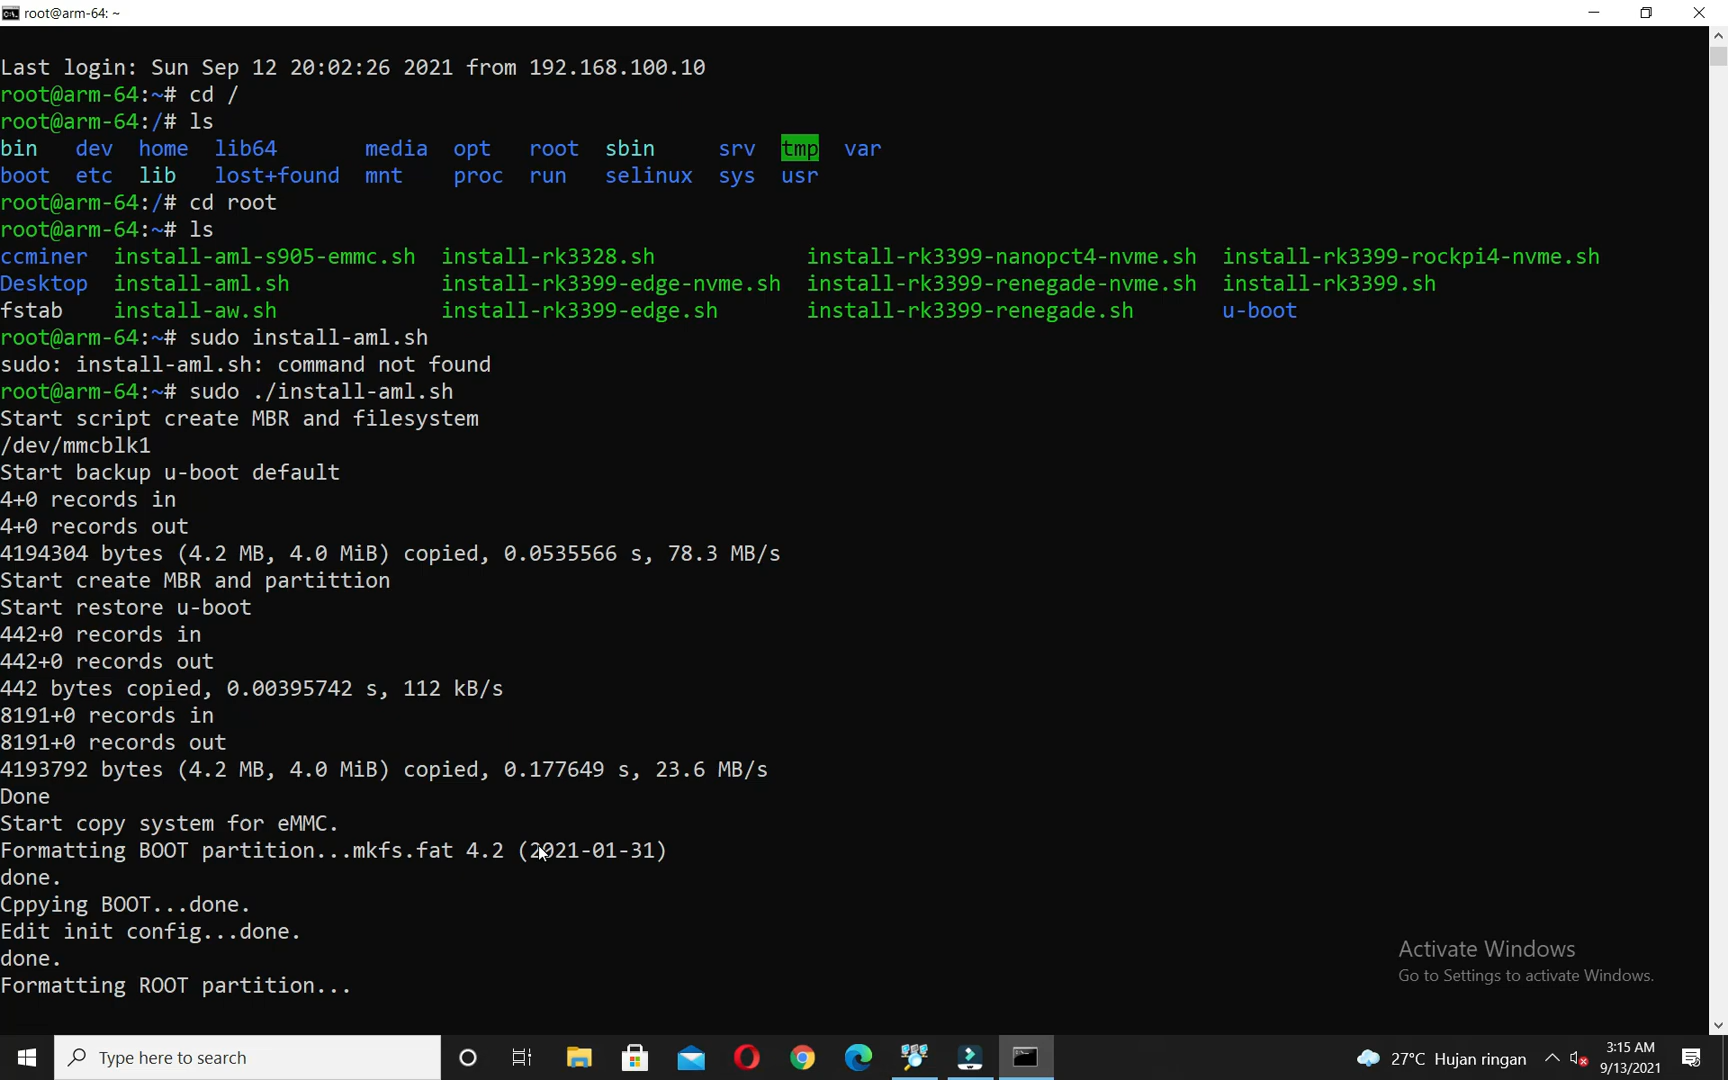 root@arm-64: ~
Last login: Sun Sep 12 20:02:26 2021 from 192.168.100.10
root@arm-64:~# cd /
root@arm-64:/# ls
bin dev home lib64 media opt root sbin srv tmp var
boot etc lib lost+found mnt proc run selinux sys usr
root@arm-64:/# cd root
root@arm-64:~# ls
ccminer install-aml-s905-emmc.sh install-rk3328.sh install-rk3399-nanopct4-nvme.sh install-rk3399-rockpi4-nvme.sh
Desktop install-aml.sh install-rk3399-edge-nvme.sh install-rk3399-renegade-nvme.sh install-rk3399.sh
fstab install-aw.sh install-rk3399-edge.sh install-rk3399-renegade.sh u-boot
root@arm-64:~# sudo install-aml.sh
sudo: install-aml.sh: command not found
root@arm-64:~# sudo ./install-aml.sh
Start script create MBR and filesystem
/dev/mmcblk1
Start backup u-boot default
4+0 records in
4+0 records out
4194304 bytes (4.2 MB, 4.0 MiB) copied, 0.0535566 s, 78.3 MB/s
Start create MBR and partittion
Start restore u-boot
442+0 records in
442+0 records out
442 bytes copied, 0.00395742 s, 112 kB/s
8191+0 records in
8191+0 records out
4193792 bytes (4.2 MB, 4.0 MiB) copied, 0.177649 s, 23.6 MB/s
Done
Start copy system for eMMC.
Formatting BOOT partition...mkfs.fat 4.2 (2021-01-31)
done.
Cppying BOOT...done.
Edit init config...done.
done.
Formatting ROOT partition...
Activate Windows
Go to Settings to activate Windows.
Type here to search
27°C Hujan ringan
3:15 AM
9/13/2021